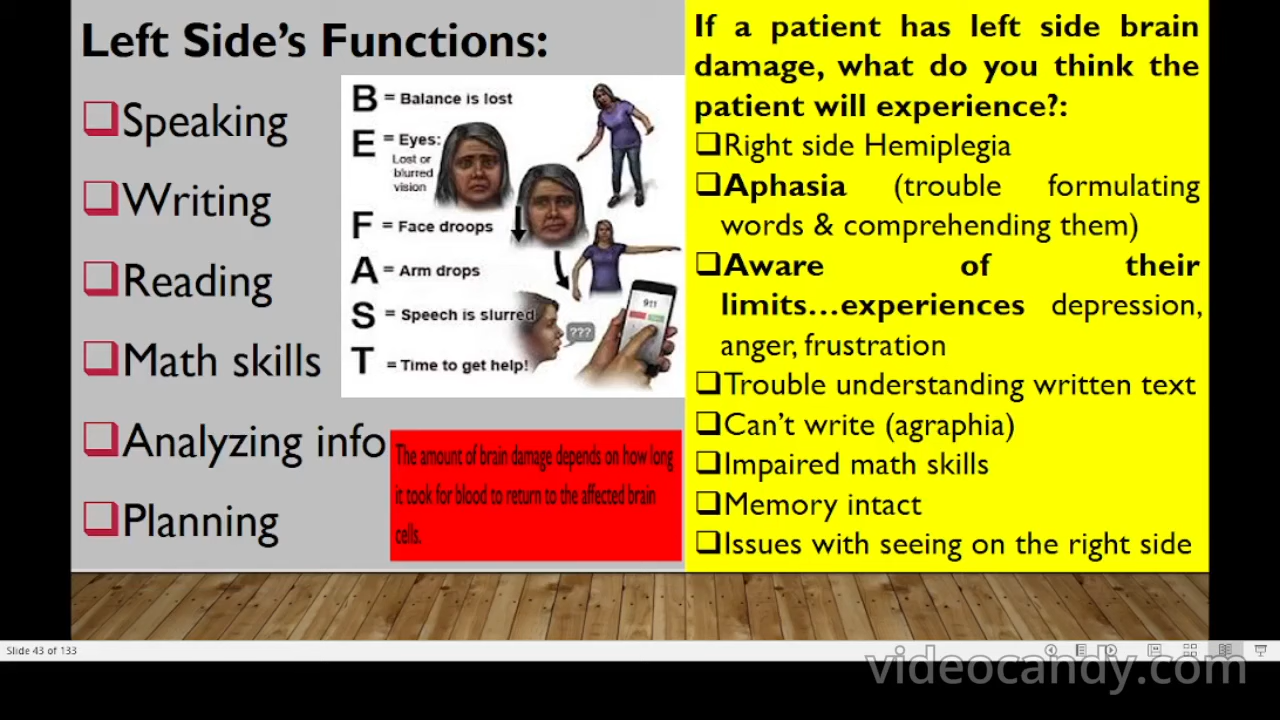 Left Side's Functions:
❑Speaking
❑Writing
❑Reading
❑Math skills
❑Analyzing info
❑Planning
B = Balance is lost
E = Eyes:
Lost or
blurred
vision
F = Face droops
A = Arm drops
S = Speech is slurred
???
911
T = Time to get help!
The amount of brain damage depends on how long
it took for blood to return to the affected brain
cells.
If a patient has left side brain
damage, what do you think the
patient will experience?:
❑Right side Hemiplegia
❑Aphasia (trouble formulating
words & comprehending them)
❑Aware of their
limits...experiences depression,
anger, frustration
❑Trouble understanding written text
❑Can't write (agraphia)
❑Impaired math skills
❑Memory intact
❑Issues with seeing on the right side
Slide 43 of 133
videocandy.com